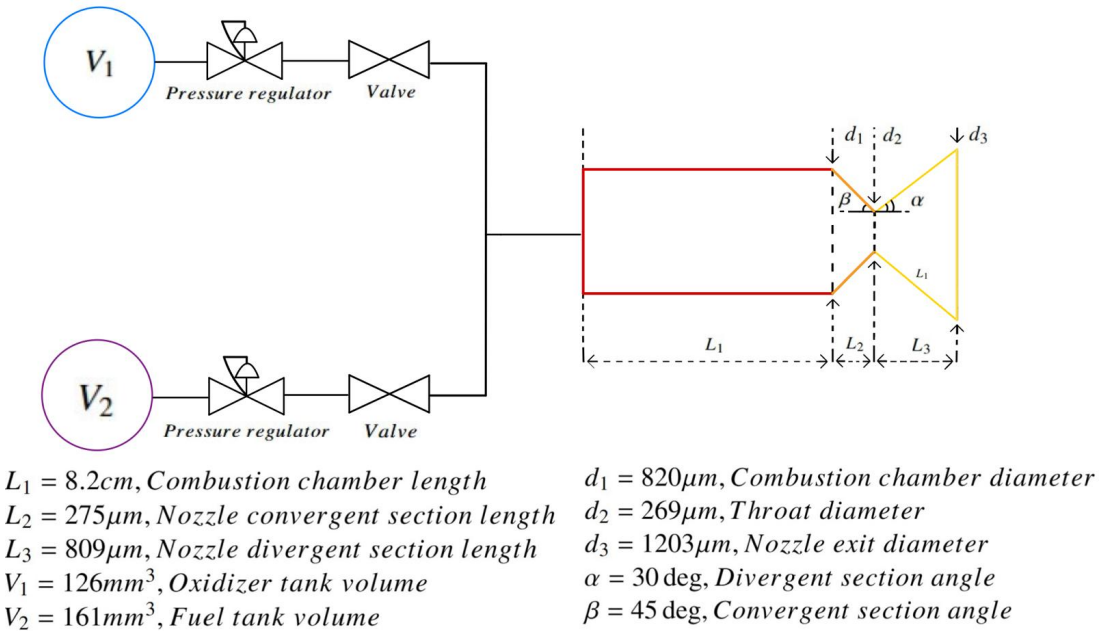 V₁
Pressure regulator
Valve
d₁
d₂
d₃
β
α
L₁
L₁
L₂
L₃
V₂
Pressure regulator
Valve
L₁ = 8.2cm, Combustion chamber length
L₂ = 275μm, Nozzle convergent section length
L₃ = 809μm, Nozzle divergent section length
V₁ = 126mm³, Oxidizer tank volume
V₂ = 161mm³, Fuel tank volume
d₁ = 820μm, Combustion chamber diameter
d₂ = 269μm, Throat diameter
d₃ = 1203μm, Nozzle exit diameter
α = 30 deg, Divergent section angle
β = 45 deg, Convergent section angle